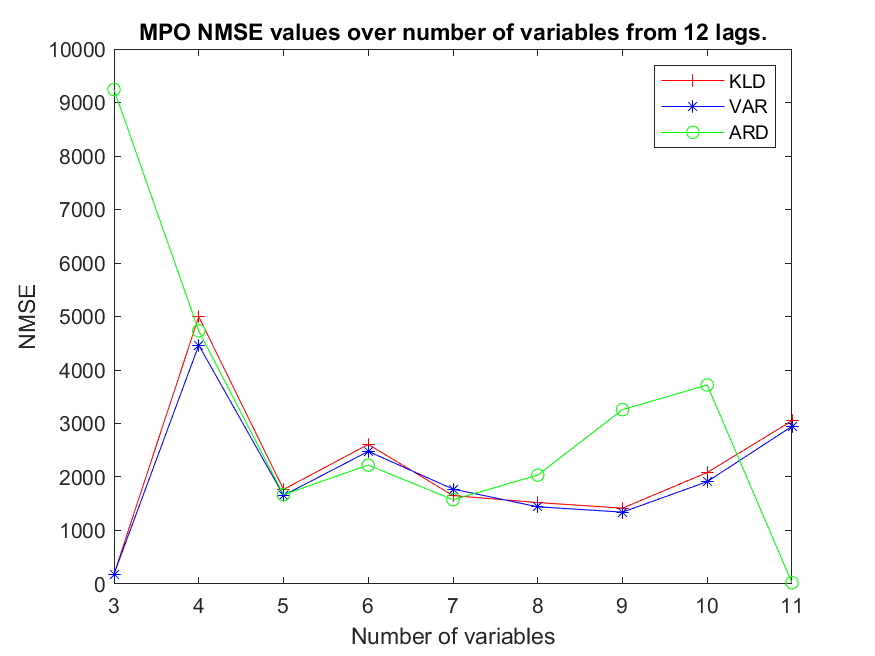 MPO NMSE values over number of variables from 12 lags.
10000
9000
8000
7000
6000
5000
4000
3000
2000
1000
0
NMSE
KLD
VAR
ARD
3 4 5 6 7 8 9 10 11
Number of variables